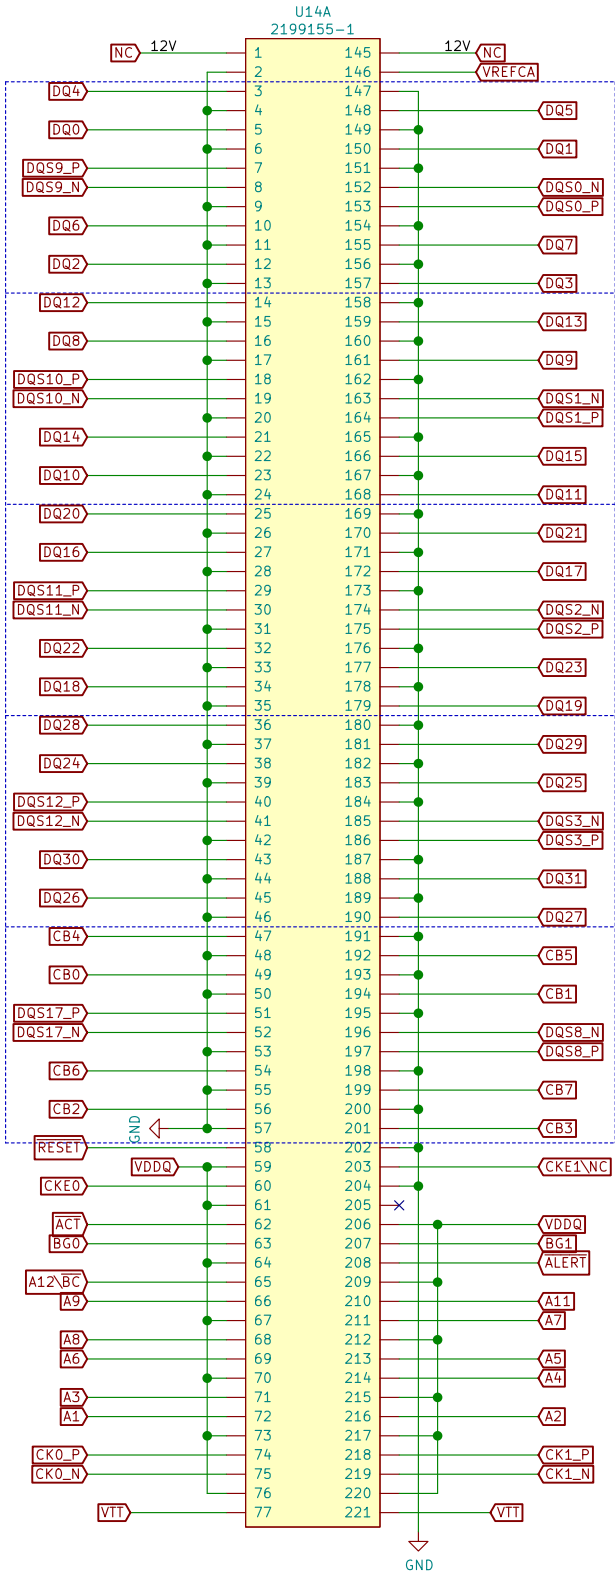 U14A
2199155-1
NC 12V 1 145 12V NC
2 146 VREFCA
DQ4 3 147
4 148 DQ5
DQ0 5 149
6 150 DQ1
DQS9_P 7 151
DQS9_N 8 152 DQS0_N
9 153 DQS0_P
DQ6 10 154
11 155 DQ7
DQ2 12 156
13 157 DQ3
DQ12 14 158
15 159 DQ13
DQ8 16 160
17 161 DQ9
DQS10_P 18 162
DQS10_N 19 163 DQS1_N
20 164 DQS1_P
DQ14 21 165
22 166 DQ15
DQ10 23 167
24 168 DQ11
DQ20 25 169
26 170 DQ21
DQ16 27 171
28 172 DQ17
DQS11_P 29 173
DQS11_N 30 174 DQS2_N
31 175 DQS2_P
DQ22 32 176
33 177 DQ23
DQ18 34 178
35 179 DQ19
DQ28 36 180
37 181 DQ29
DQ24 38 182
39 183 DQ25
DQS12_P 40 184
DQS12_N 41 185 DQS3_N
42 186 DQS3_P
DQ30 43 187
44 188 DQ31
DQ26 45 189
46 190 DQ27
CB4 47 191
48 192 CB5
CB0 49 193
50 194 CB1
DQS17_P 51 195
DQS17_N 52 196 DQS8_N
53 197 DQS8_P
CB6 54 198
55 199 CB7
CB2 56 200
GND 57 201 CB3
RESET 58 202
VDDQ 59 203 CKE1\NC
CKE0 60 204
61 205
ACT 62 206 VDDQ
BG0 63 207 BG1
64 208 ALERT
A12\BC 65 209
A9 66 210 A11
67 211 A7
A8 68 212
A6 69 213 A5
70 214 A4
A3 71 215
A1 72 216 A2
73 217
CK0_P 74 218 CK1_P
CK0_N 75 219 CK1_N
76 220
VTT 77 221 VTT
GND